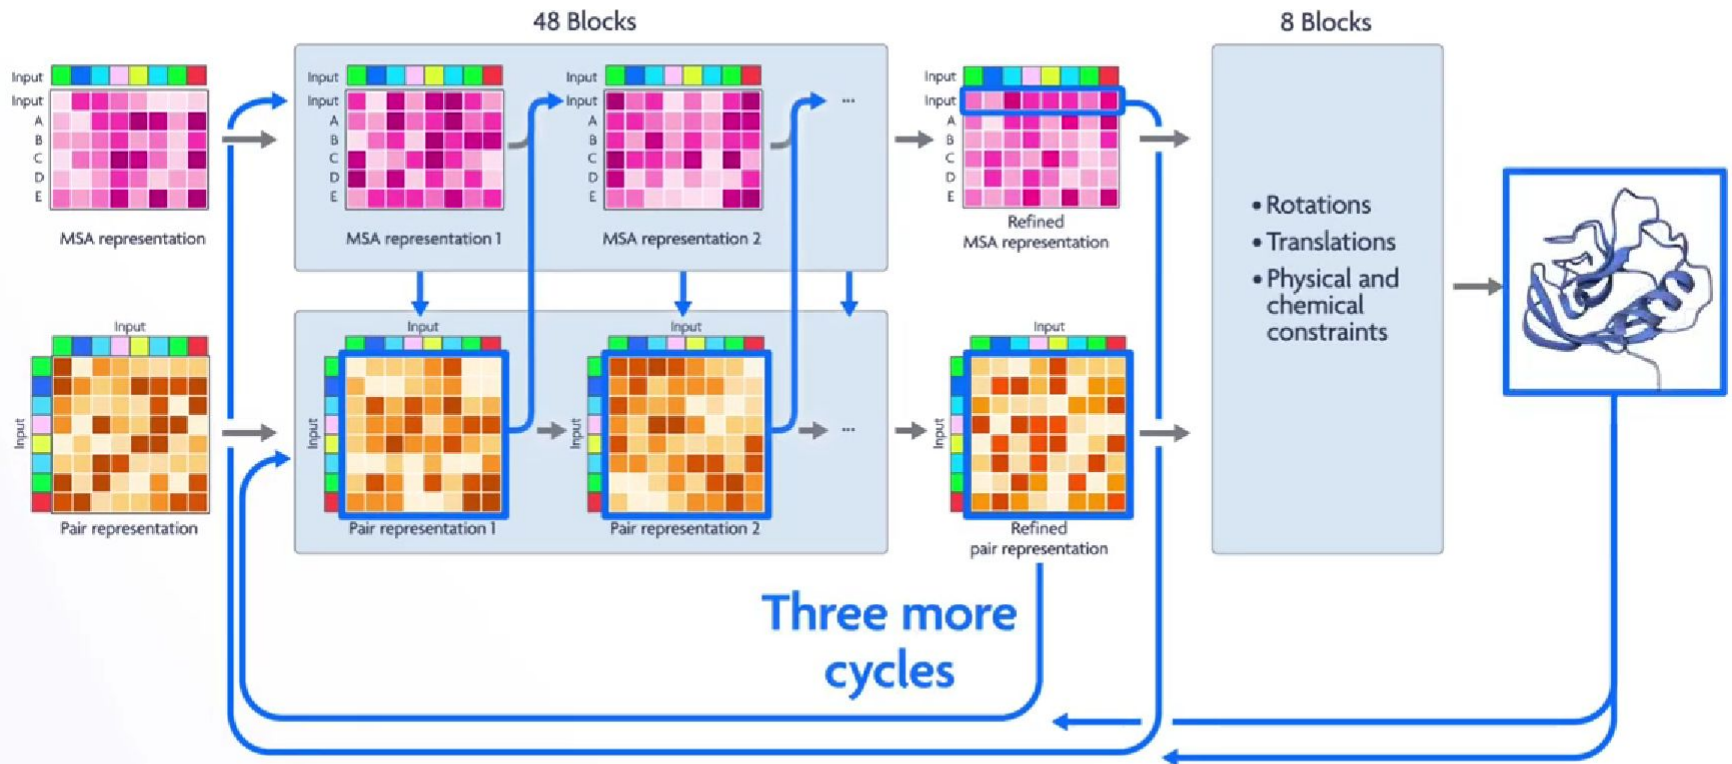 48 Blocks
8 Blocks
Input
Input
A
B
C
D
E
MSA representation
Input
Input
A
B
C
D
E
MSA representation 1
Input
Input
A
B
C
D
E
MSA representation 2
...
Input
Input
A
B
C
D
E
Refined
MSA representation
• Rotations
• Translations
• Physical and
chemical
constraints
Input
Input
Pair representation
Input
Input
Pair representation 1
Input
Input
Pair representation 2
...
Input
Input
Refined
pair representation
Three more
cycles